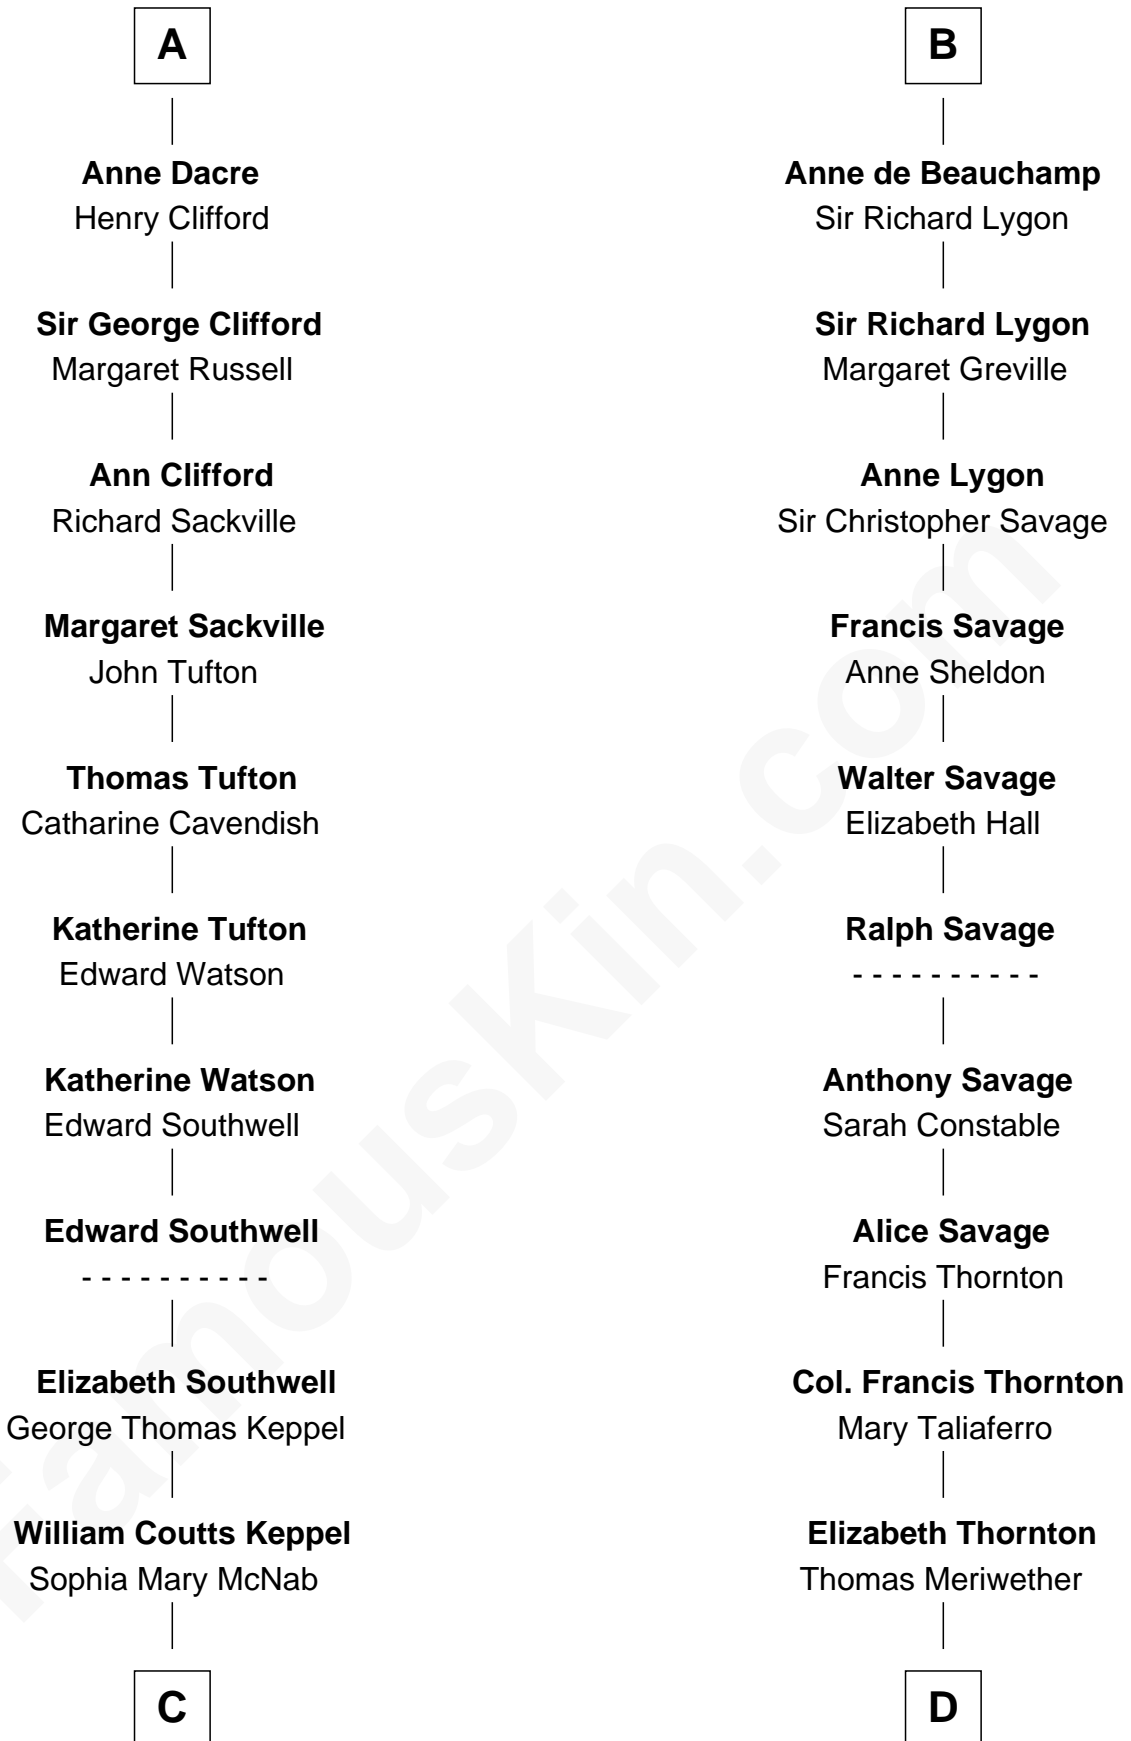 A
Anne Dacre
Henry Clifford
Sir George Clifford
Margaret Russell
Ann Clifford
Richard Sackville
Margaret Sackville
John Tufton
Thomas Tufton
Catharine Cavendish
Katherine Tufton
Edward Watson
Katherine Watson
Edward Southwell
Edward Southwell
- - - - - - - - - -
Elizabeth Southwell
George Thomas Keppel
William Coutts Keppel
Sophia Mary McNab
C
B
Anne de Beauchamp
Sir Richard Lygon
Sir Richard Lygon
Margaret Greville
Anne Lygon
Sir Christopher Savage
Francis Savage
Anne Sheldon
Walter Savage
Elizabeth Hall
Ralph Savage
- - - - - - - - - -
Anthony Savage
Sarah Constable
Alice Savage
Francis Thornton
Col. Francis Thornton
Mary Taliaferro
Elizabeth Thornton
Thomas Meriwether
D
FamousKin.com